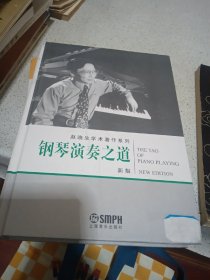 赵晓生学术著作系列
钢琴演奏之道
新版
THE TAO
OF
PIANO PLAYING
NEW EDITION
SMPH
上海音乐出版社